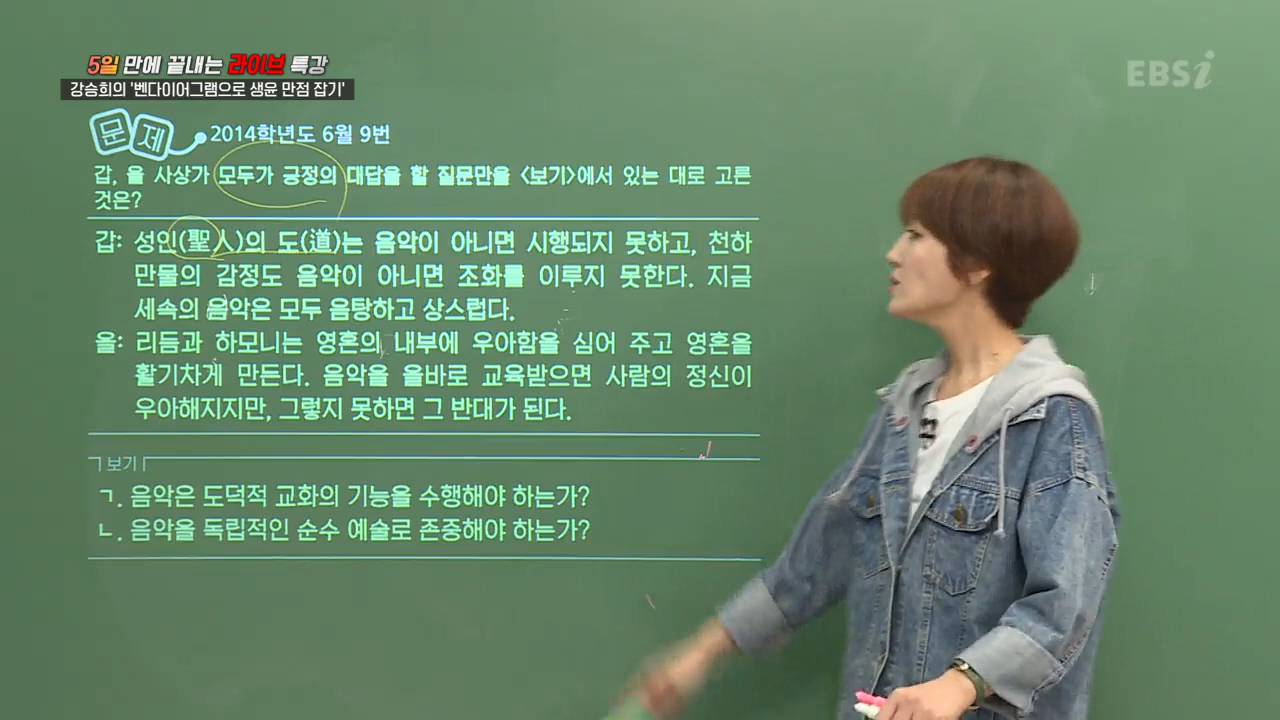 5일 만에 끝내는 라이브 특강
강승희의 '벤다이어그램으로 생윤 만점 잡기'
EBSi
문제 2014학년도 6월 9번
갑, 을 사상가 모두가 긍정의 대답을 할 질문만을 <보기>에서 있는 대로 고른
것은?
갑: 성인(聖人)의 도(道)는 음악이 아니면 시행되지 못하고, 천하
만물의 감정도 음악이 아니면 조화를 이루지 못한다. 지금
세속의 음악은 모두 음탕하고 상스럽다.
을: 리듬과 하모니는 영혼의 내부에 우아함을 심어 주고 영혼을
활기차게 만든다. 음악을 올바로 교육받으면 사람의 정신이
우아해지지만, 그렇지 못하면 그 반대가 된다.
보기
ㄱ. 음악은 도덕적 교화의 기능을 수행해야 하는가?
ㄴ. 음악을 독립적인 순수 예술로 존중해야 하는가?